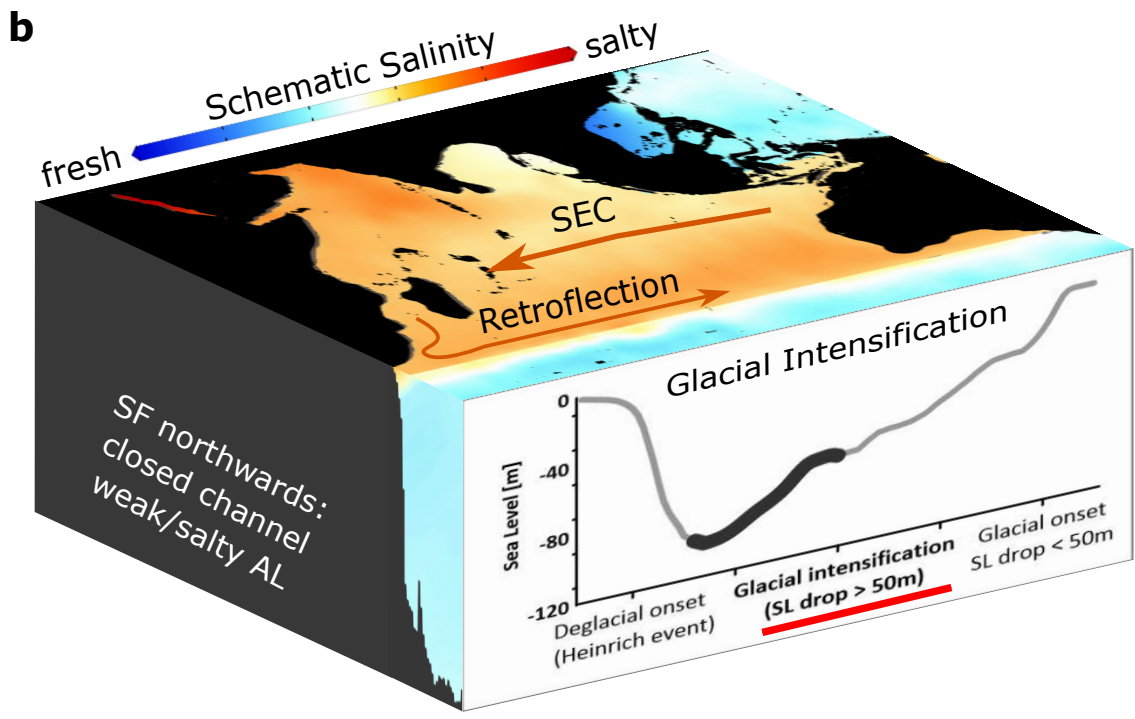 b
Schematic Salinity
salty
fresh
SEC
Retroflection
Glacial Intensification
SF northwards:
closed channel
weak/salty AL
Sea Level [m]
0
-40
-80
-120
Deglacial onset
(Heinrich event)
Glacial intensification
(SL drop > 50m)
Glacial onset
SL drop < 50m